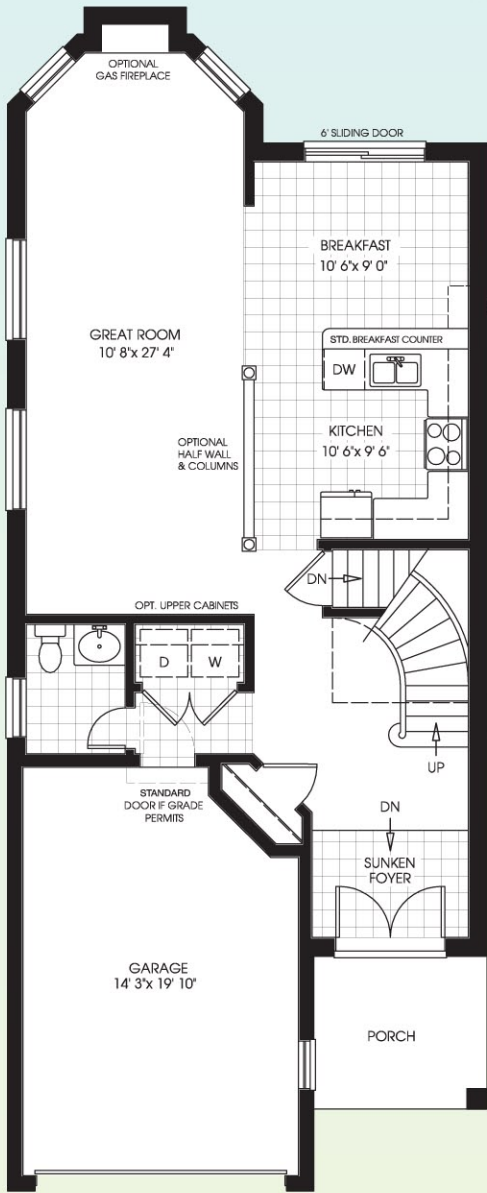 OPTIONAL
GAS FIREPLACE
6' SLIDING DOOR
BREAKFAST
10' 6"x 9' 0"
GREAT ROOM
10' 8"x 27' 4"
STD. BREAKFAST COUNTER
DW
KITCHEN
10' 6"x 9' 6"
OPTIONAL
HALF WALL
& COLUMNS
DN
OPT. UPPER CABINETS
D
W
UP
STANDARD
DOOR IF GRADE
PERMITS
DN
SUNKEN
FOYER
GARAGE
14' 3"x 19' 10"
PORCH